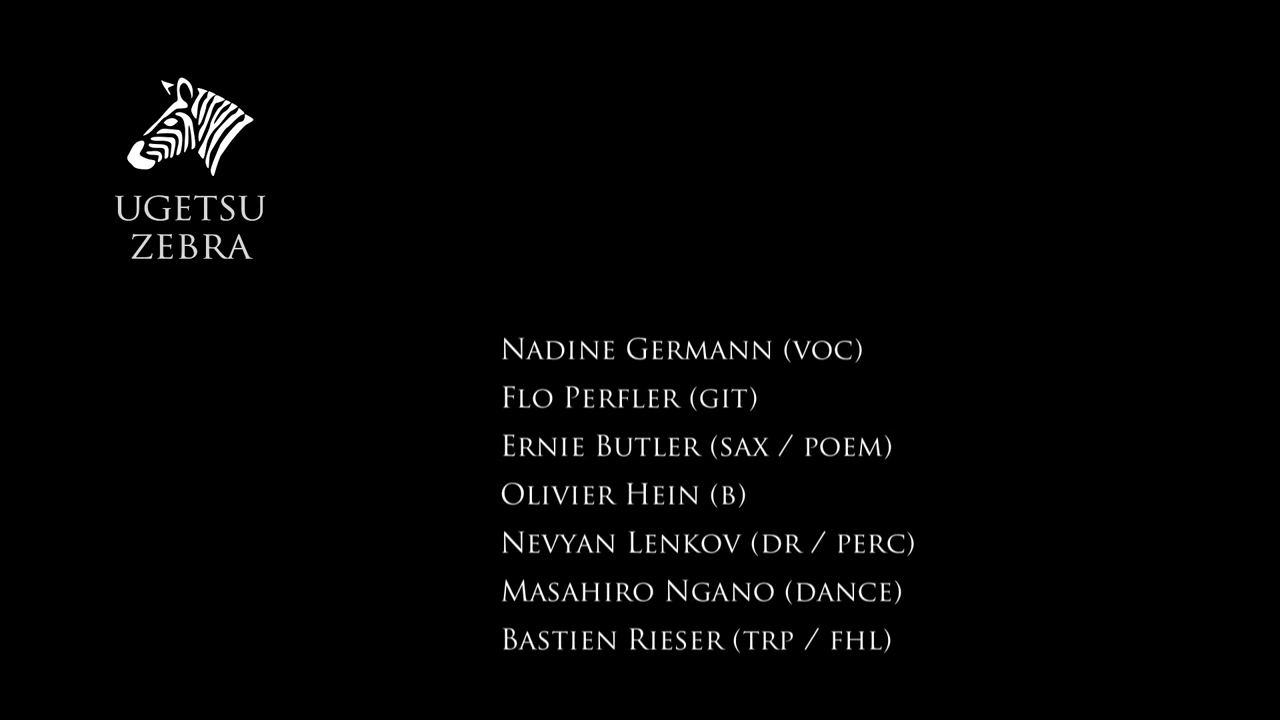 UGETSU
ZEBRA
Nadine Germann (voc)
Flo Perfler (git)
Ernie Butler (sax / poem)
Olivier Hein (b)
Nevyan Lenkov (dr / perc)
Masahiro Ngano (dance)
Bastien Rieser (trp / fhl)